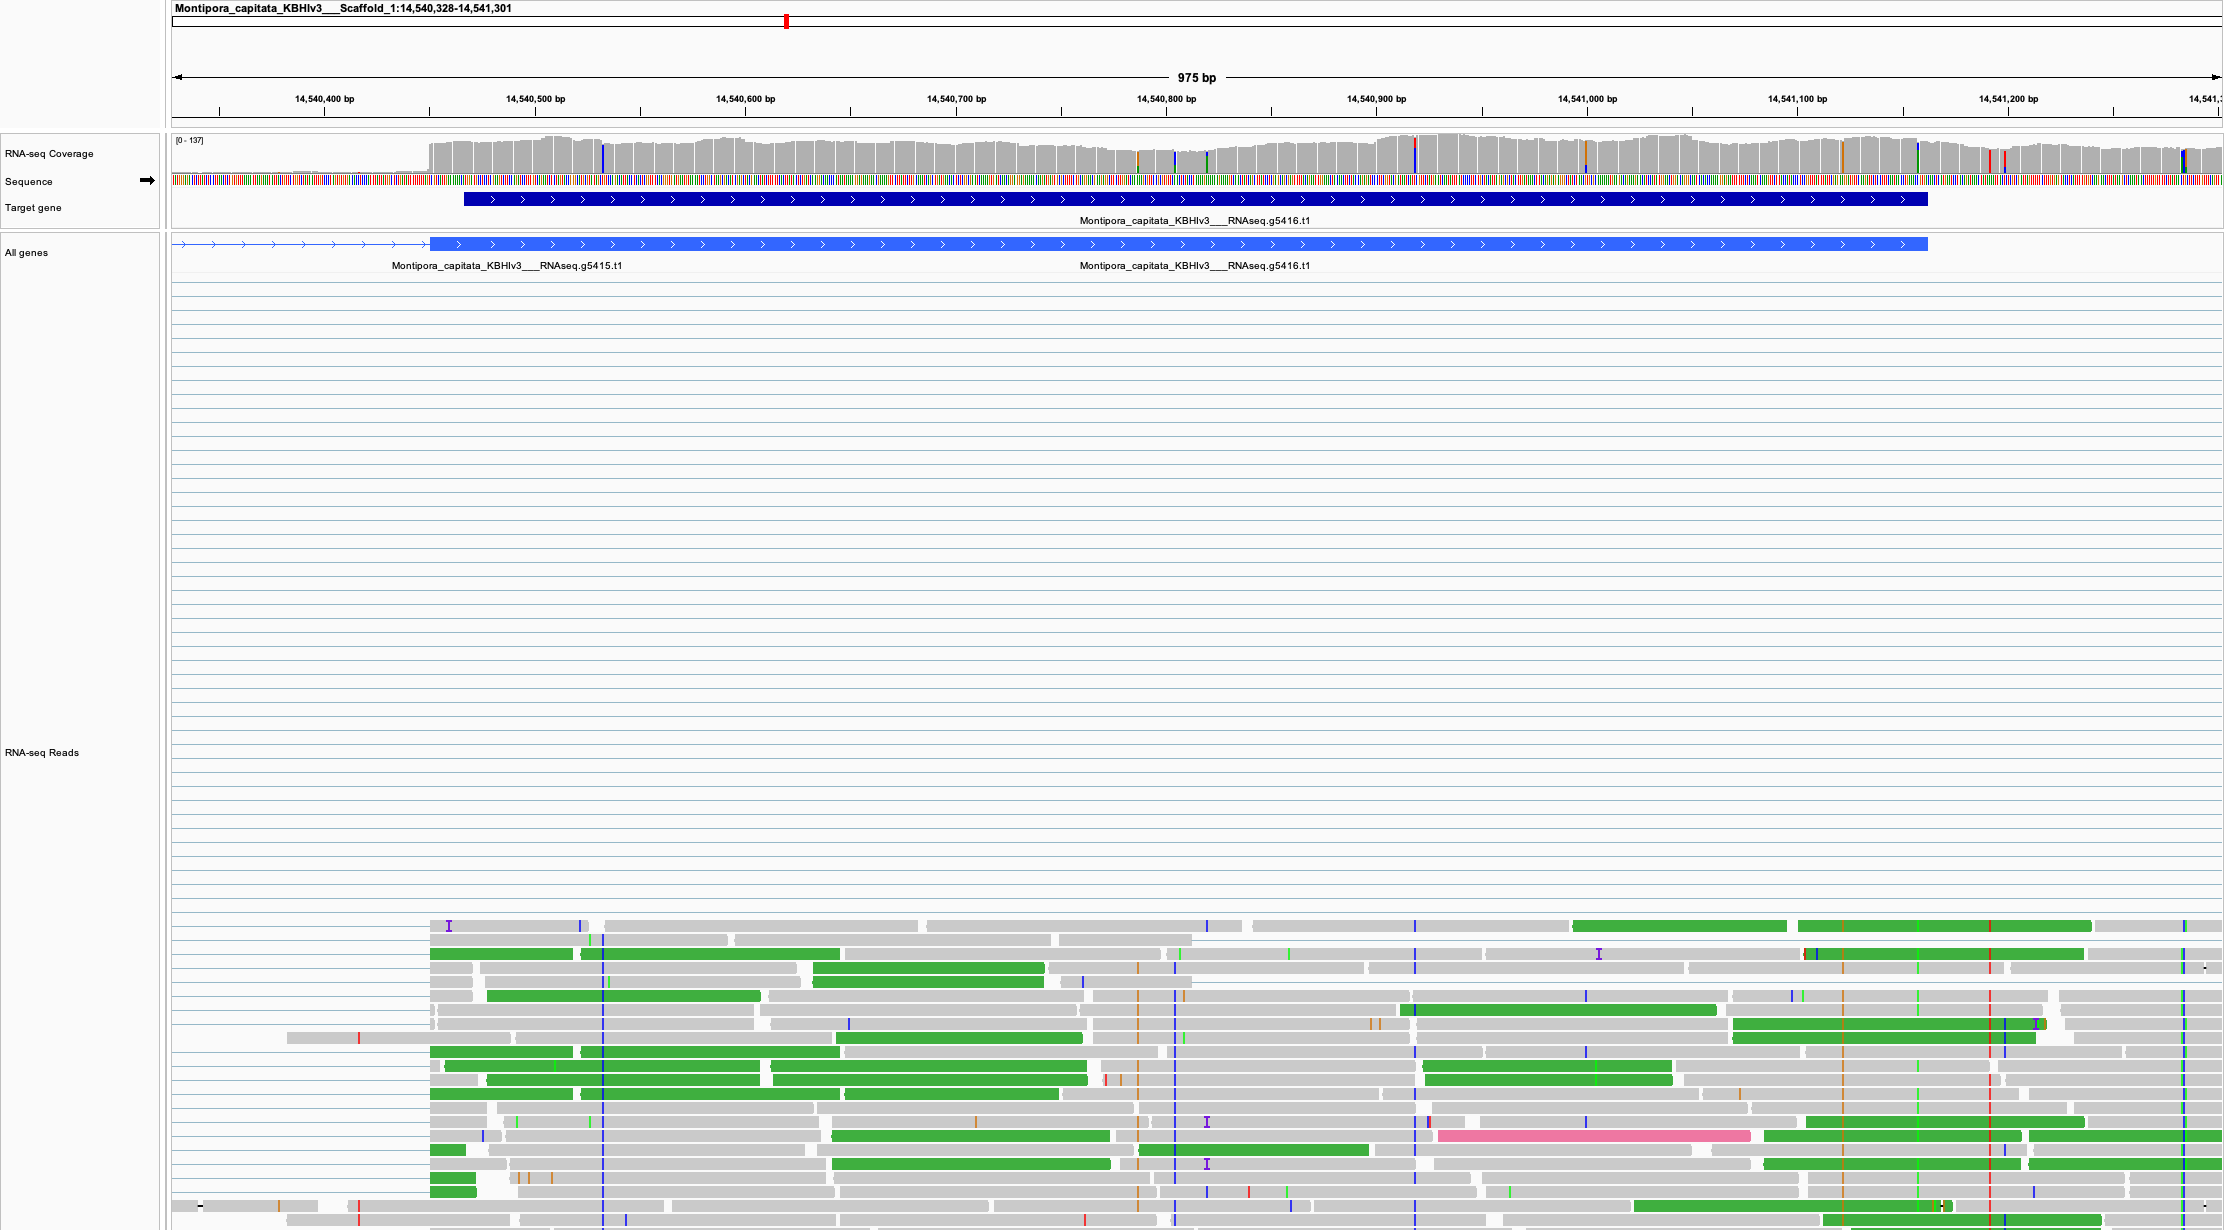 Montipora_capitata_KBHIv3___Scaffold_1:14,540,328-14,541,301
975 bp
14,540,400 bp 14,540,500 bp 14,540,600 bp 14,540,700 bp 14,540,800 bp 14,540,900 bp 14,541,000 bp 14,541,100 bp 14,541,200 bp 14,541,3
[0 - 137]
RNA-seq Coverage
Sequence
Target gene
Montipora_capitata_KBHIv3___RNAseq.g5416.t1
All genes
Montipora_capitata_KBHIv3___RNAseq.g5415.t1 Montipora_capitata_KBHIv3___RNAseq.g5416.t1
RNA-seq Reads